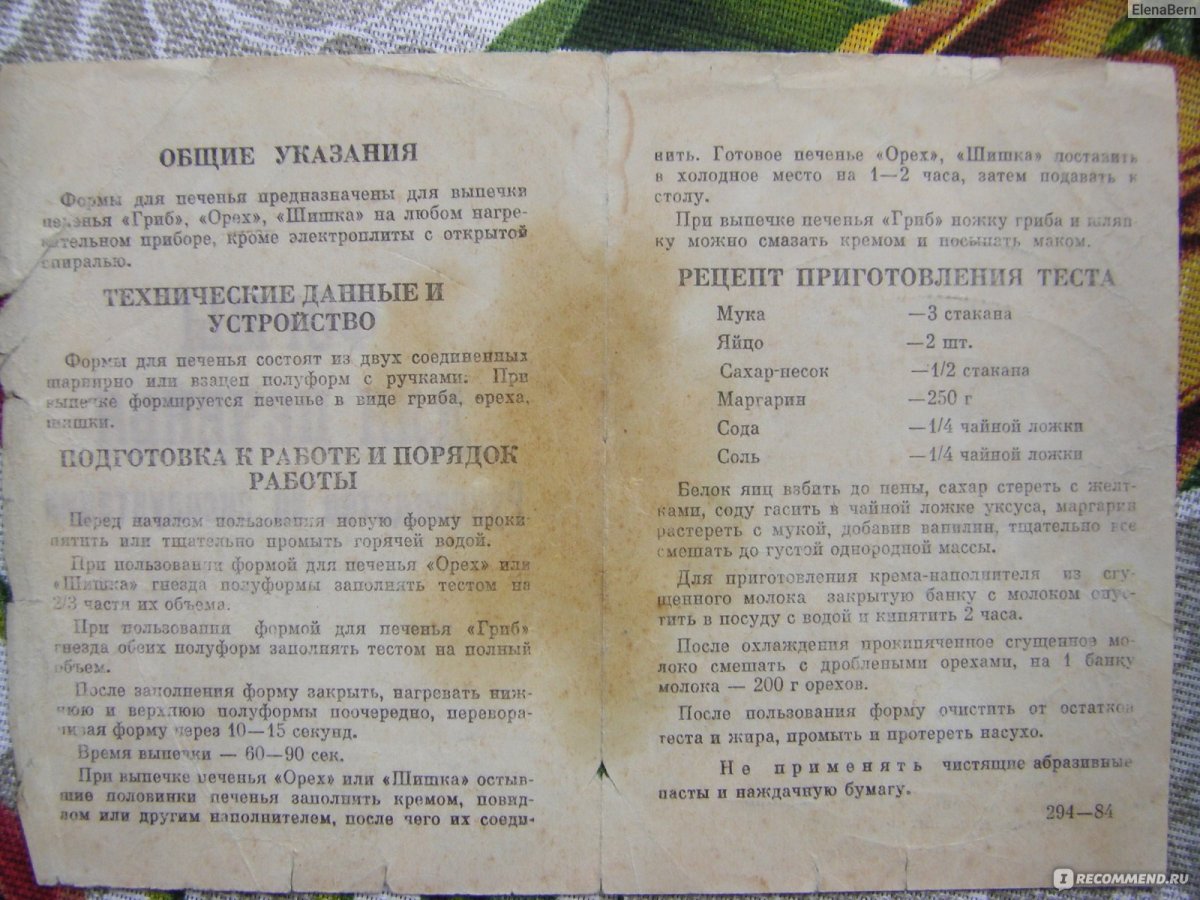 ElenaBern
ОБЩИЕ УКАЗАНИЯ
Формы для печенья предназначены для выпечки
печенья «Гриб», «Орех», «Шишка» на любом нагре-
вательном приборе, кроме электроплиты с открытой
спиралью.
ТЕХНИЧЕСКИЕ ДАННЫЕ И
УСТРОЙСТВО
Формы для печенья состоят из двух соединенных
шарнирно или взацеп полуформ с ручками. При
выпечке формируется печенье в виде гриба, ореха,
шишки.
ПОДГОТОВКА К РАБОТЕ И ПОРЯДОК
РАБОТЫ
Перед началом пользования новую форму проки-
пятить или тщательно промыть горячей водой.
При пользовании формой для печенья «Орех» или
«Шишка» гнезда полуформы заполнять тестом на
2/3 части их объема.
При пользовании формой для печенья «Гриб»
гнезда обеих полуформ заполнять тестом на полный
объем.
После заполнения форму закрыть, нагревать ниж-
нюю и верхнюю полуформы поочередно, перевора-
чивая форму через 10—15 секунд.
Время выпечки — 60—90 сек.
При выпечке печенья «Орех» или «Шишка» остыв-
шие половинки печенья заполнить кремом, повид-
лом или другим наполнителем, после чего их соеди-
нить. Готовое печенье «Орех», «Шишка» поставить
в холодное место на 1—2 часа, затем подавать к
столу.
При выпечке печенья «Гриб» ножку гриба и шляп-
ку можно смазать кремом и посыпать маком.
РЕЦЕПТ ПРИГОТОВЛЕНИЯ ТЕСТА
Мука —3 стакана
Яйцо —2 шт.
Сахар-песок —1/2 стакана
Маргарин —250 г
Сода —1/4 чайной ложки
Соль —1/4 чайной ложки
Белок яиц взбить до пены, сахар стереть с желт-
ками, соду гасить в чайной ложке уксуса, маргарин
растереть с мукой, добавив ванилин, тщательно все
смешать до густой однородной массы.
Для приготовления крема-наполнителя из сгу-
щенного молока закрытую банку с молоком опус-
тить в посуду с водой и кипятить 2 часа.
После охлаждения прокипяченное сгущенное мо-
локо смешать с дроблеными орехами, на 1 банку
молока — 200 г орехов.
После пользования форму очистить от остатков
теста и жира, промыть и протереть насухо.
Не применять чистящие абразивные
пасты и наждачную бумагу.
294—84
I RECOMMEND.RU